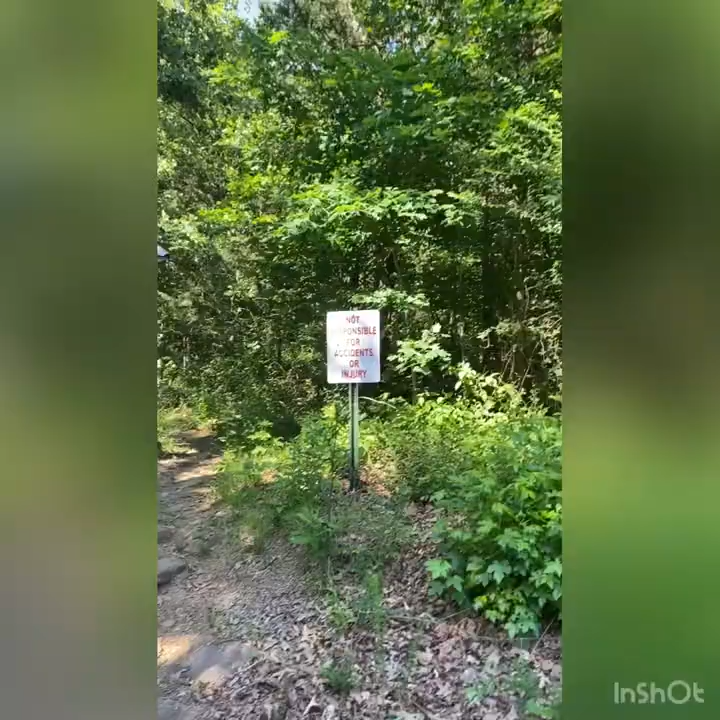 NOT
RESPONSIBLE
FOR
ACCIDENTS
OR
INJURY
InShOt